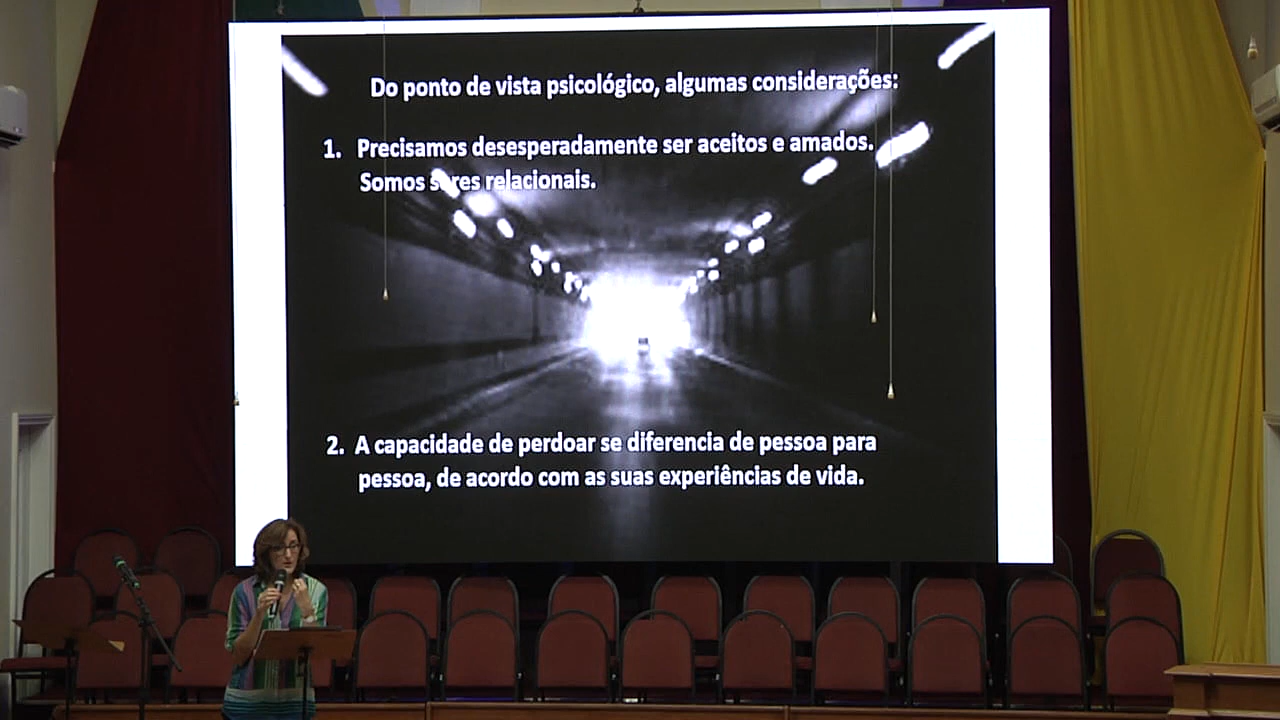 Do ponto de vista psicológico, algumas considerações:
1. Precisamos desesperadamente ser aceitos e amados.
Somos seres relacionais.
2. A capacidade de perdoar se diferencia de pessoa para
pessoa, de acordo com as suas experiências de vida.